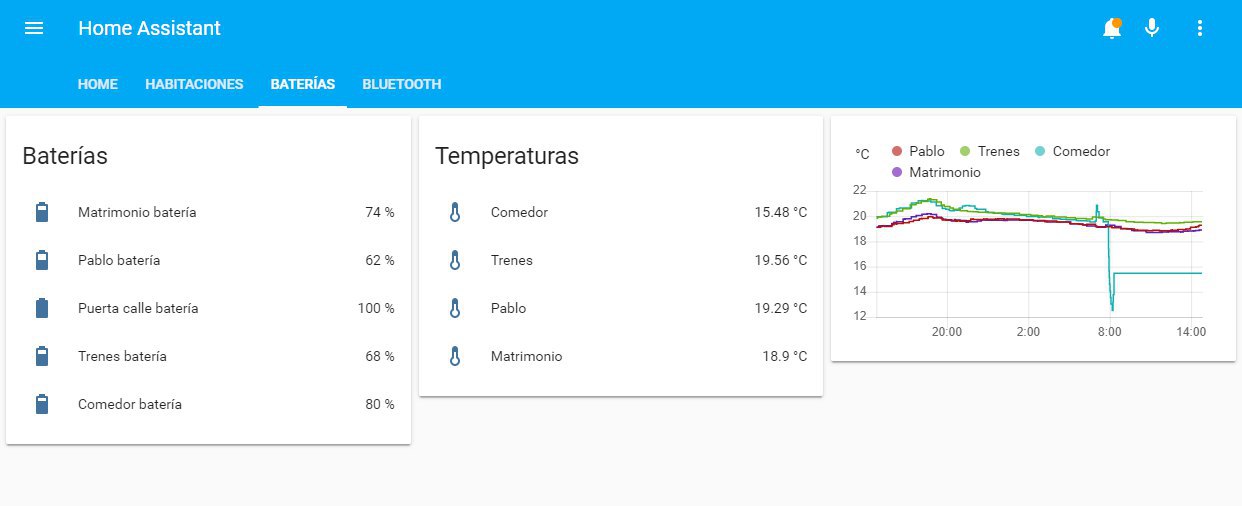 Home Assistant
HOME HABITACIONES BATERÍAS BLUETOOTH
Baterías
Matrimonio batería 74 %
Pablo batería 62 %
Puerta calle batería 100 %
Trenes batería 68 %
Comedor batería 80 %
Temperaturas
Comedor 15.48 °C
Trenes 19.56 °C
Pablo 19.29 °C
Matrimonio 18.9 °C
°C Pablo Trenes Comedor
Matrimonio
22
20
18
16
14
12
20:00 2:00 8:00 14:00